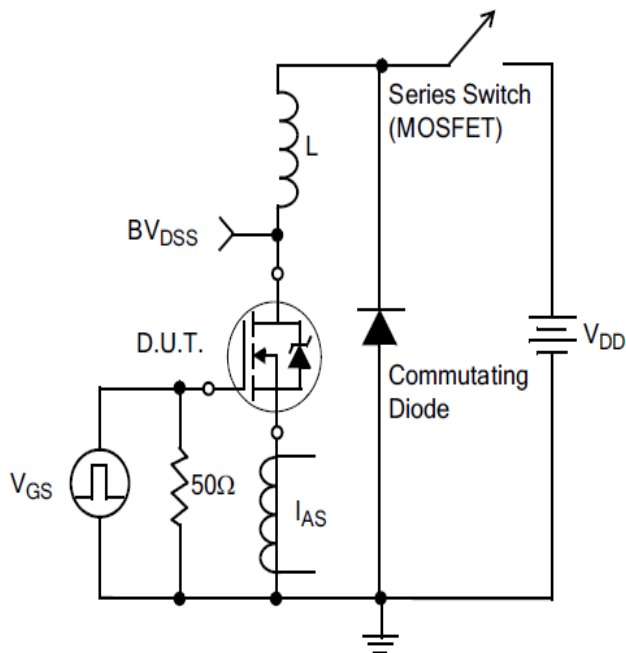 Series Switch
(MOSFET)
L
BVDSS
D.U.T.
VDD
Commutating
Diode
VGS
50Ω
IAS